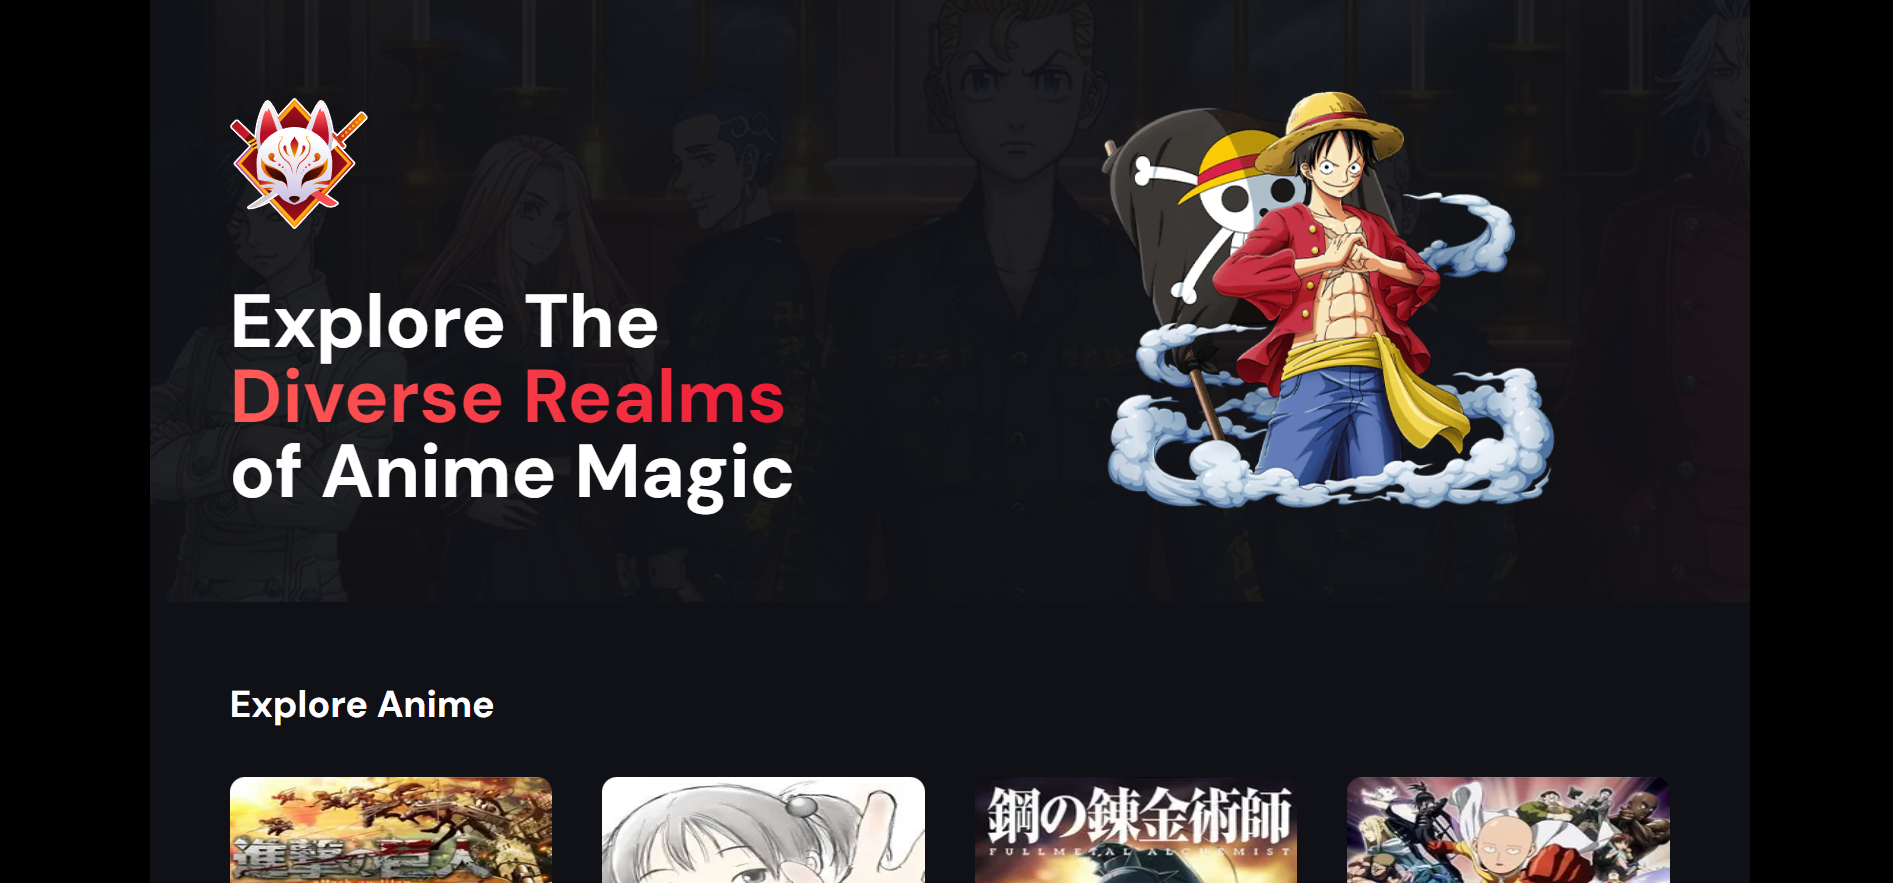 Explore The
Diverse Realms
of Anime Magic
Explore Anime
進撃の巨人
鋼の錬金術師
FULLMETAL ALCHEMIST